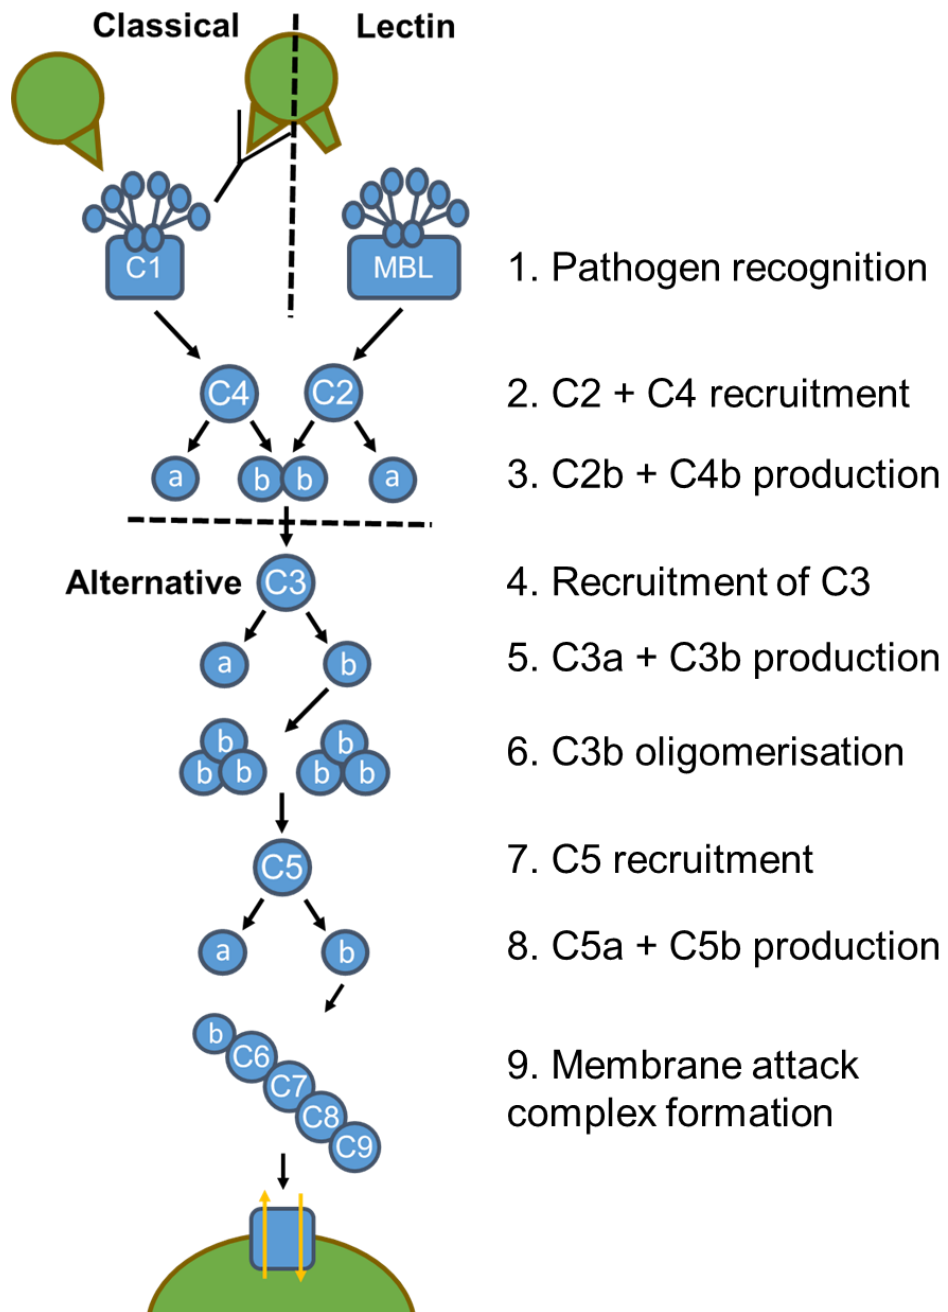 Classical
Lectin
C1
MBL
1. Pathogen recognition
C4
C2
2. C2 + C4 recruitment
a
b
b
a
3. C2b + C4b production
Alternative
C3
4. Recruitment of C3
a
b
5. C3a + C3b production
b
b
b
b
b
b
6. C3b oligomerisation
C5
7. C5 recruitment
a
b
8. C5a + C5b production
b
C6
C7
C8
C9
9. Membrane attack
complex formation